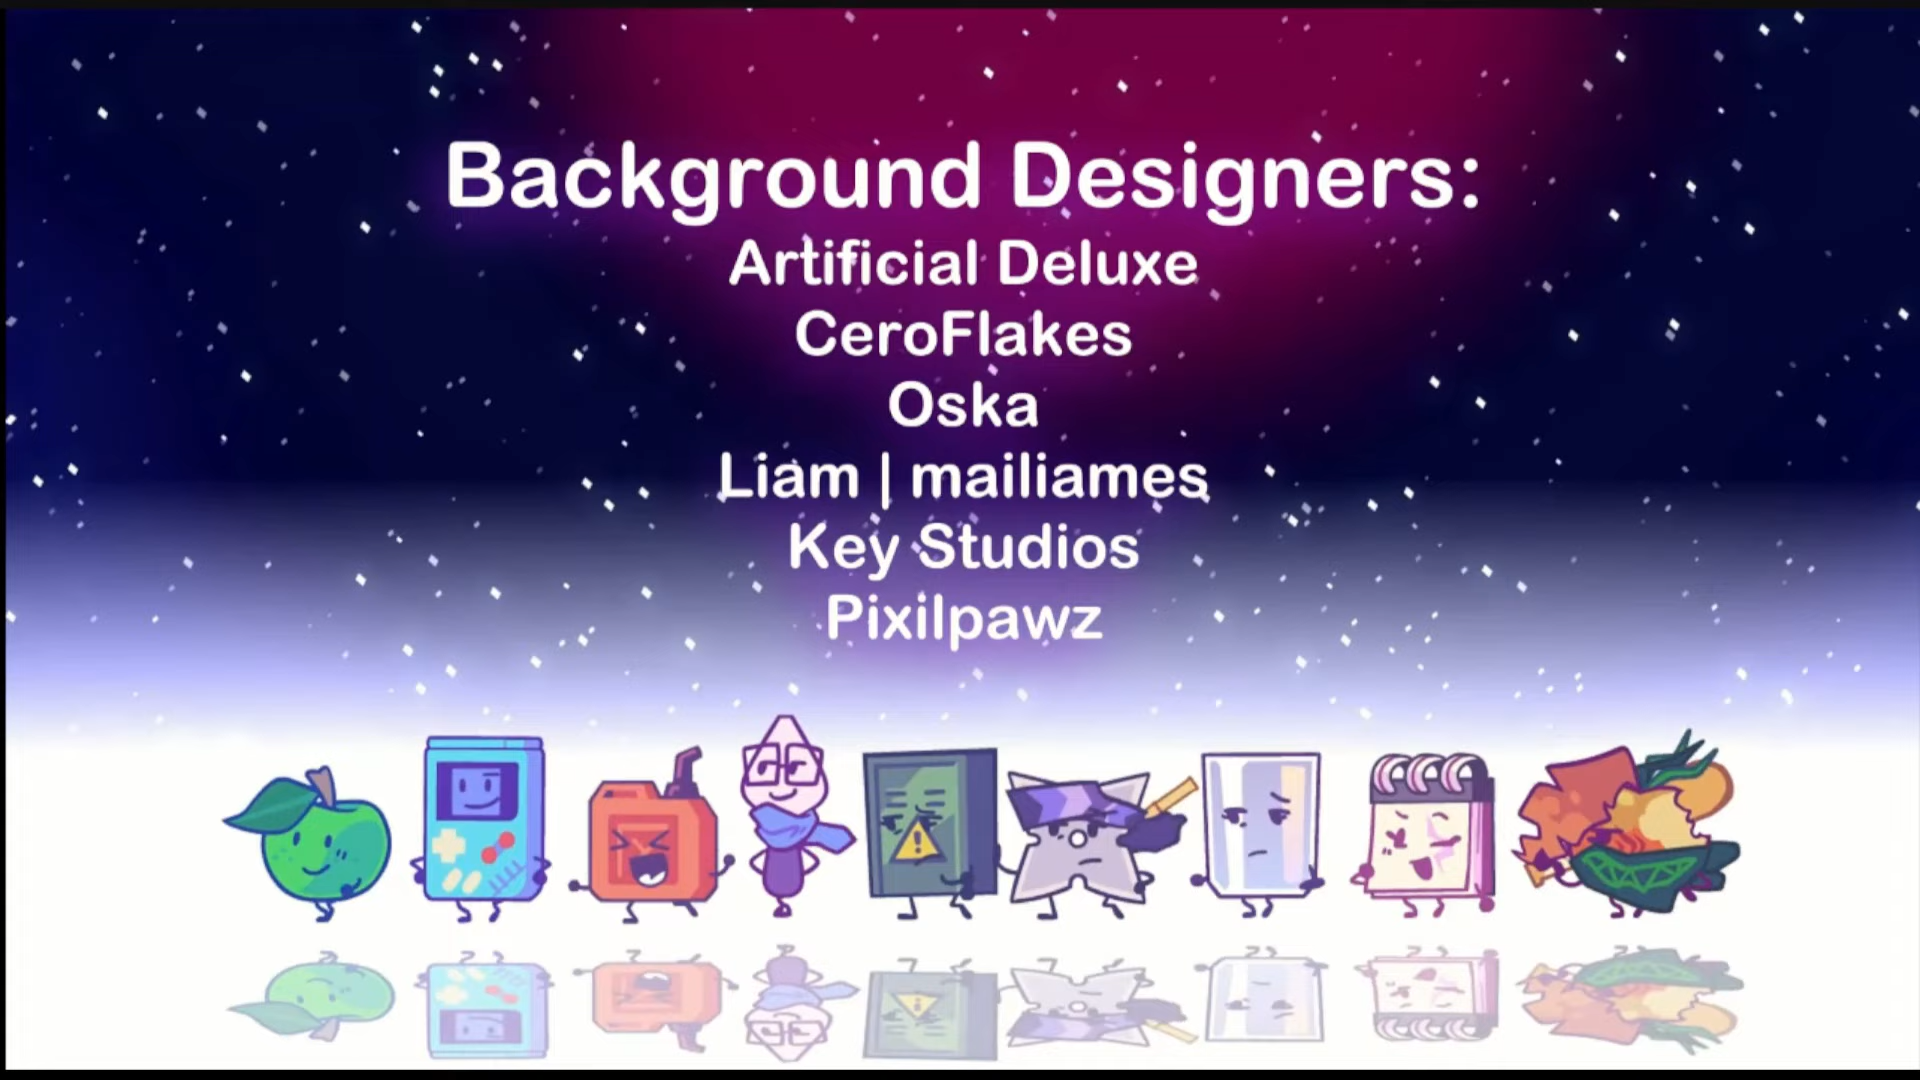 Background Designers:
Artificial Deluxe
CeroFlakes
Oska
Liam | mailiames
Key Studios
Pixilpawz